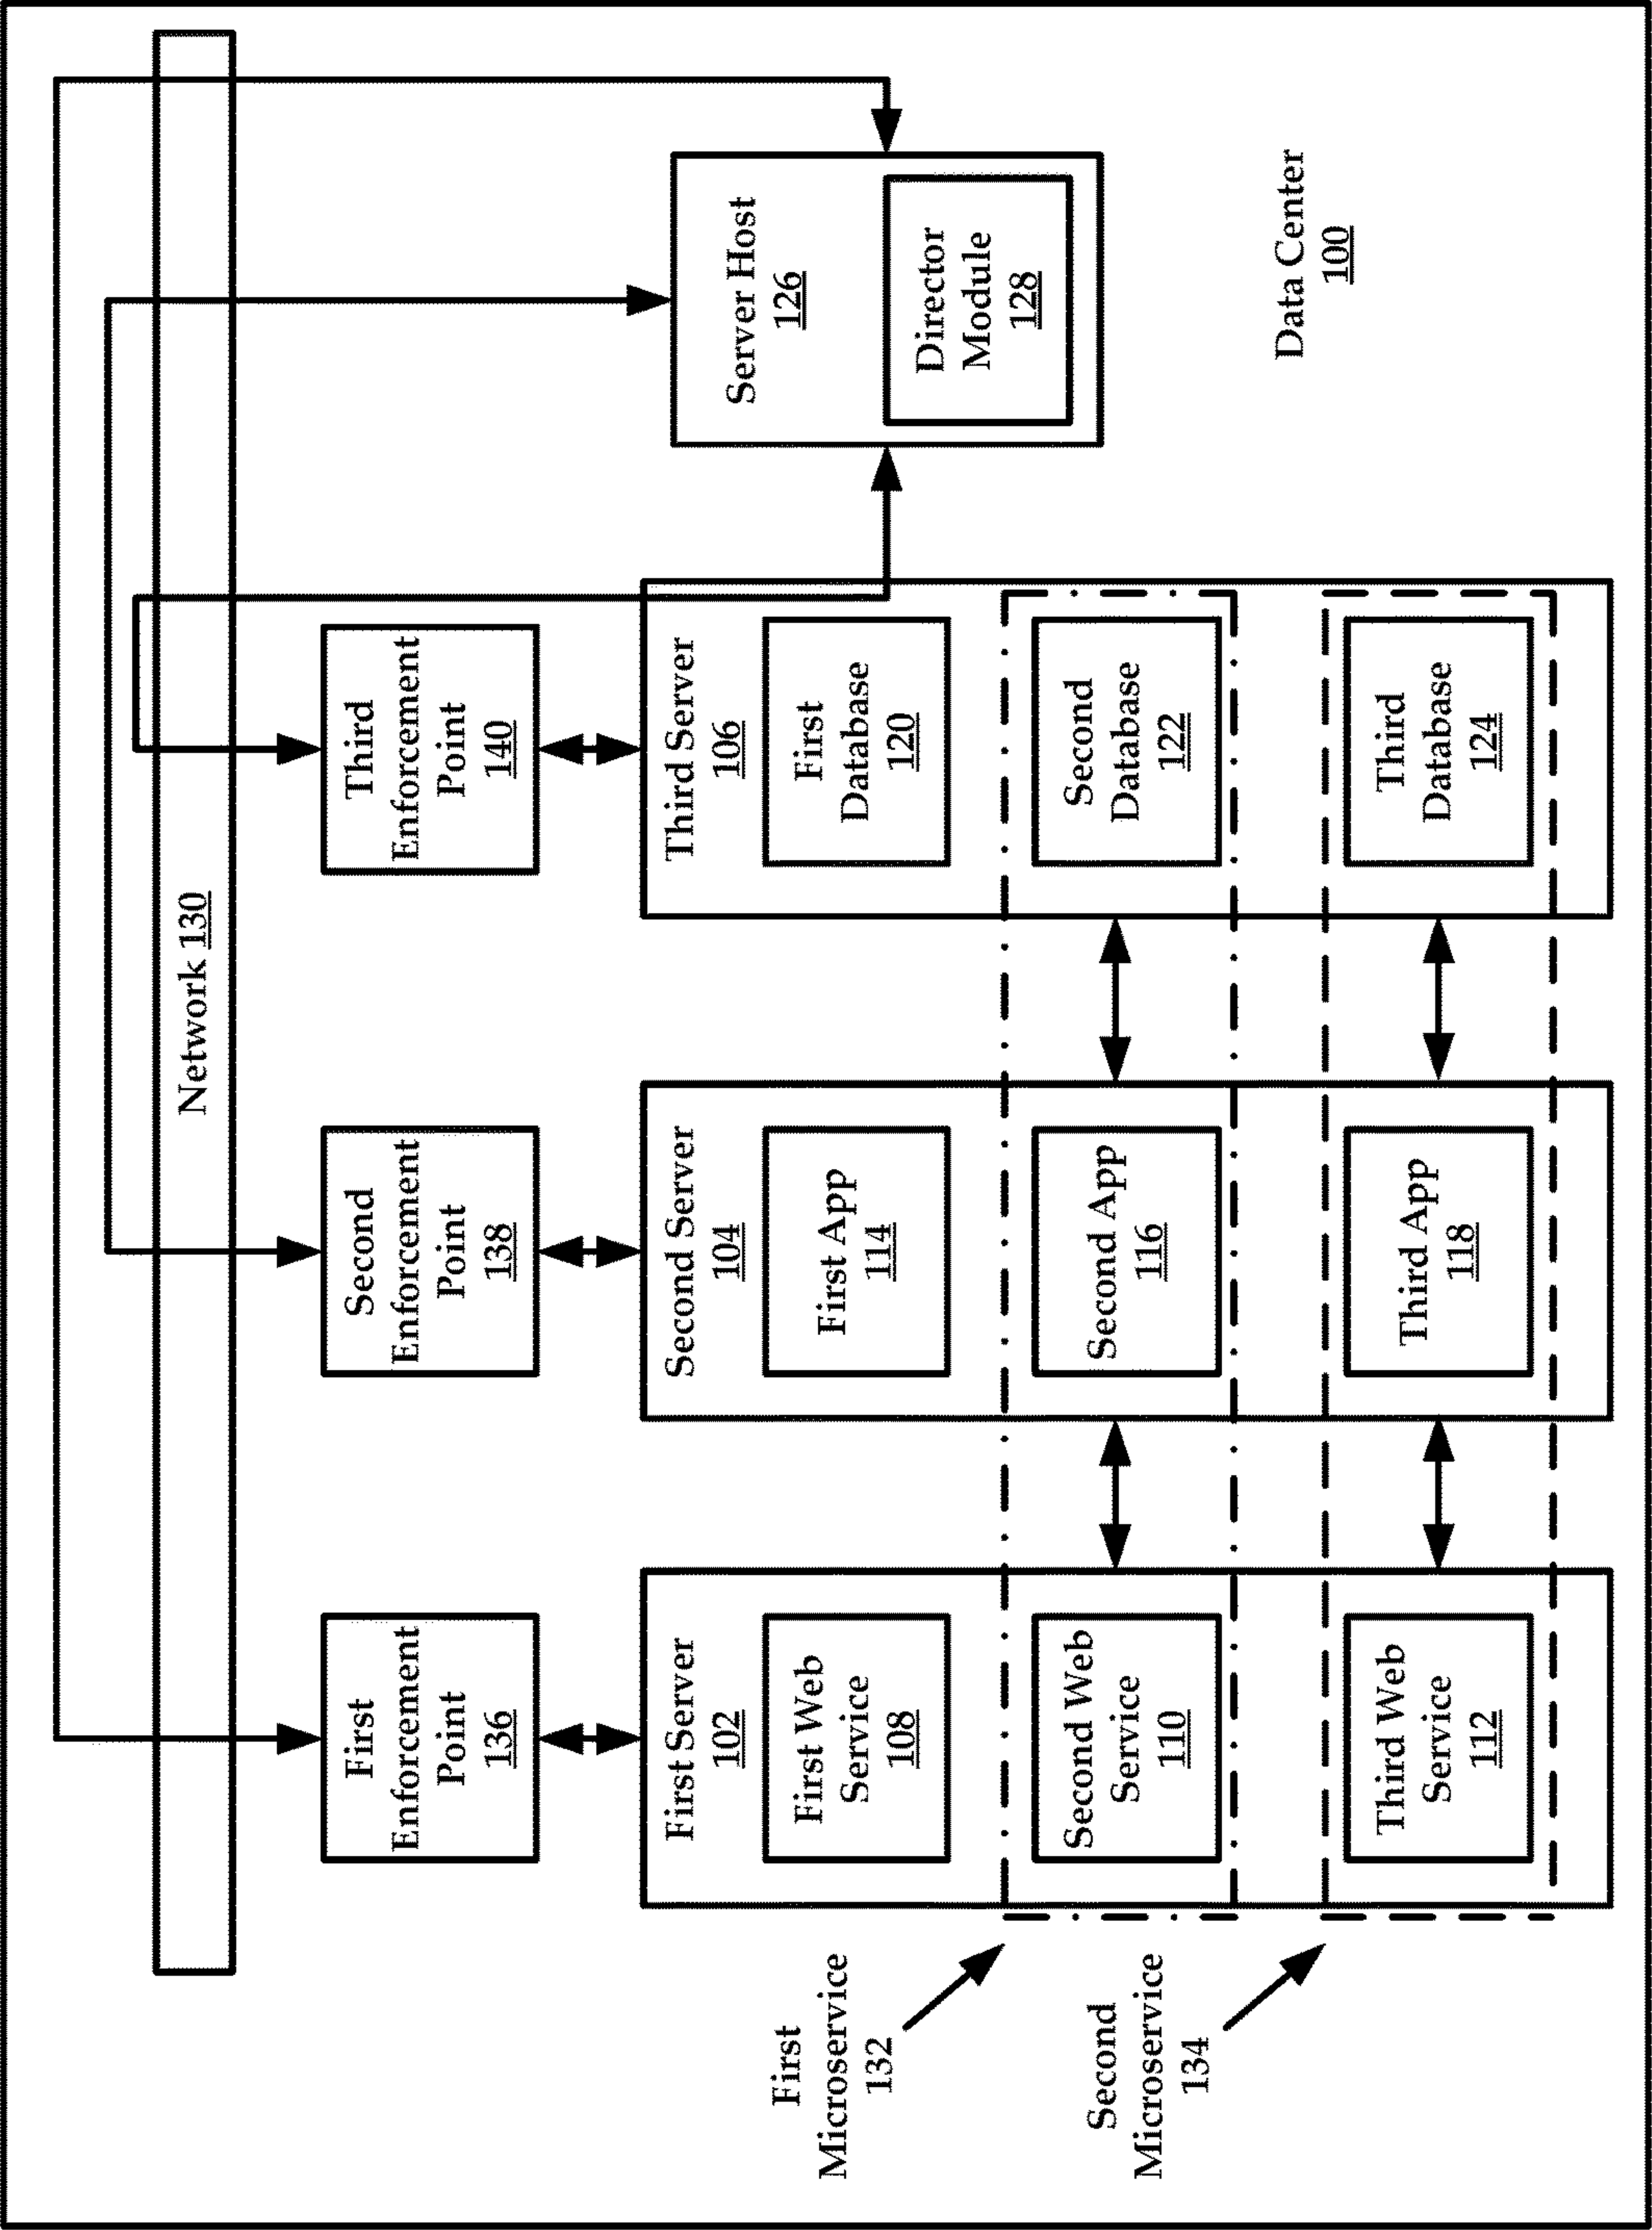 Network 130
First
Enforcement
Point
136
Second
Enforcement
Point
138
Third
Enforcement
Point
140
First Server
102
First Web
Service
108
Second Web
Service
110
Third Web
Service
112
Second Server
104
First App
114
Second App
116
Third App
118
Third Server
106
First
Database
120
Second
Database
122
Third
Database
124
Server Host
126
Director
Module
128
First
Microservice
132
Second
Microservice
134
Data Center
100